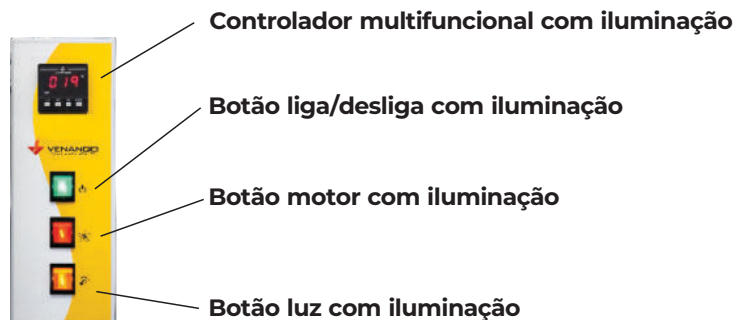 Controlador multifuncional com iluminação
019
Botão liga/desliga com iluminação
VENANCIO
Botão motor com iluminação
Botão luz com iluminação